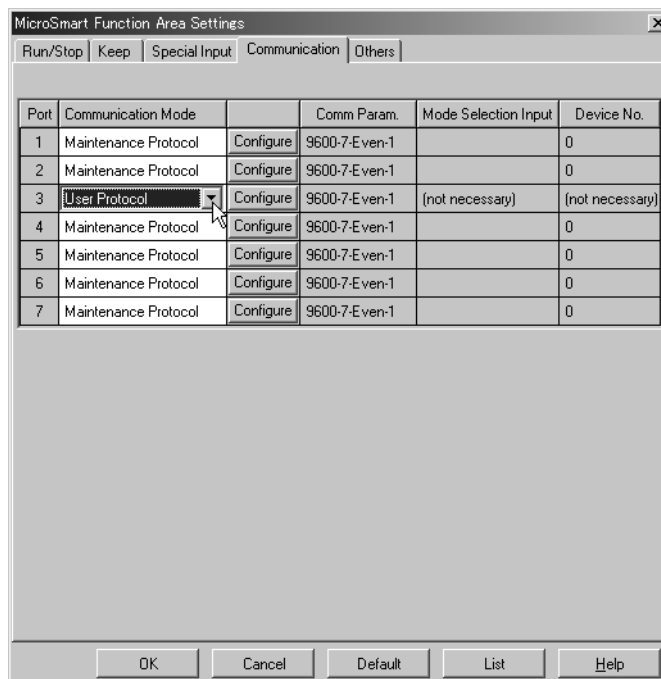 MicroSmart Function Area Settings
Run/Stop Keep Special Input Communication Others
Port Communication Mode Comm Param. Mode Selection Input Device No.
1 Maintenance Protocol Configure 9600-7-Even-1 0
2 Maintenance Protocol Configure 9600-7-Even-1 0
3 User Protocol Configure 9600-7-Even-1 (not necessary) (not necessary)
4 Maintenance Protocol Configure 9600-7-Even-1 0
5 Maintenance Protocol Configure 9600-7-Even-1 0
6 Maintenance Protocol Configure 9600-7-Even-1 0
7 Maintenance Protocol Configure 9600-7-Even-1 0
OK Cancel Default List Help